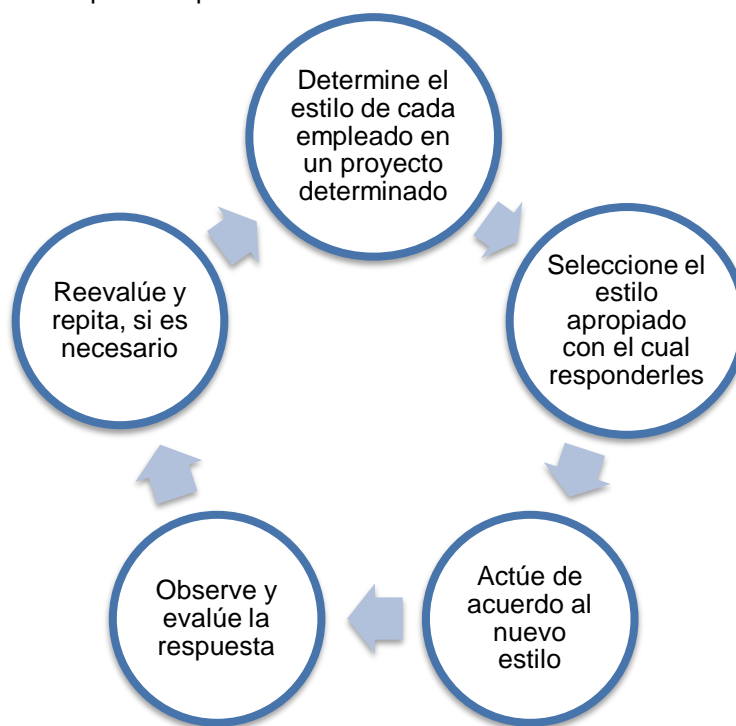 Determine el
estilo de cada
empleado en
un proyecto
determinado
Seleccione el
estilo
apropiado
con el cual
responderles
Actúe de
acuerdo al
nuevo
estilo
Observe y
evalúe la
respuesta
Reevalúe y
repita, si es
necesario